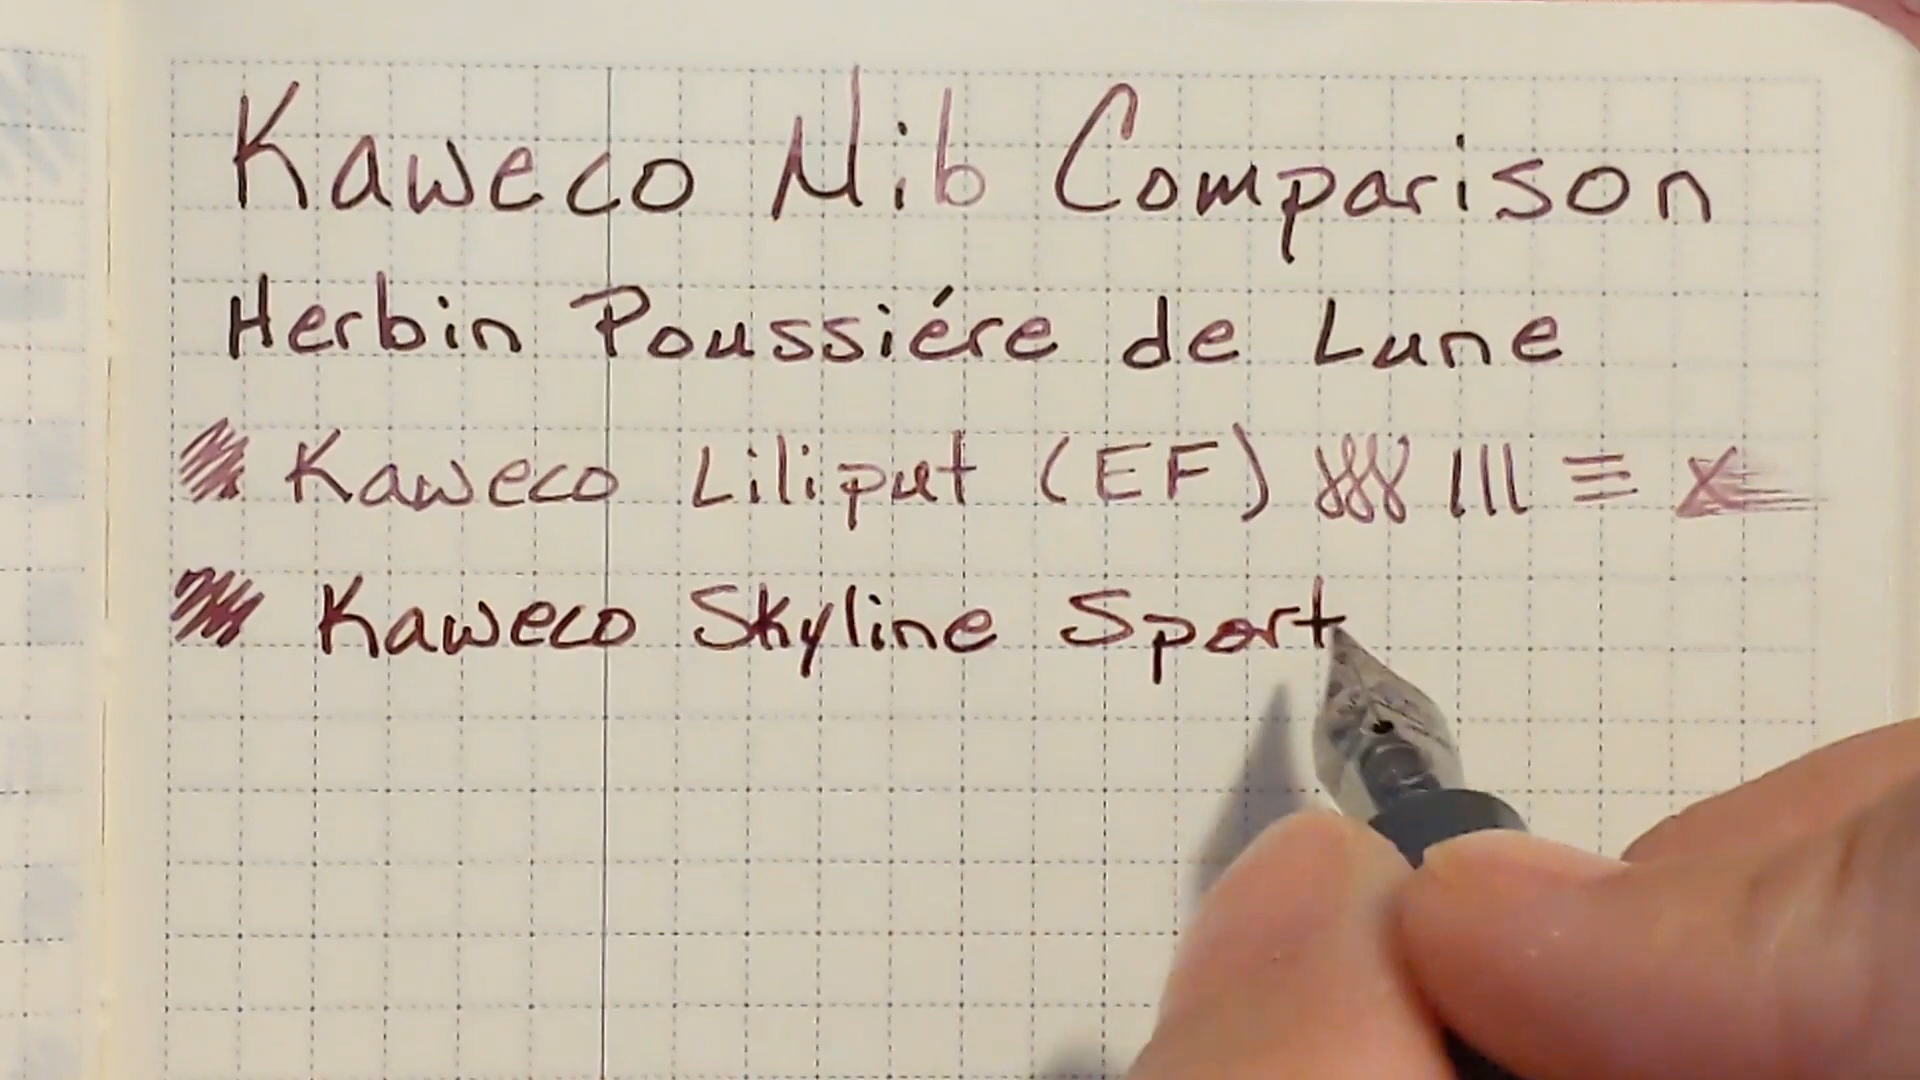 Kaweco Nib Comparison
Herbin Poussiére de Lune
Kaweco Liliput (EF)
Kaweco Skyline Sport